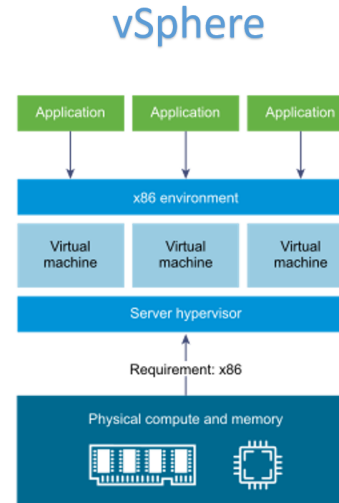 vSphere
Application Application Application
x86 environment
Virtual machine Virtual machine Virtual machine
Server hypervisor
Requirement: x86
Physical compute and memory